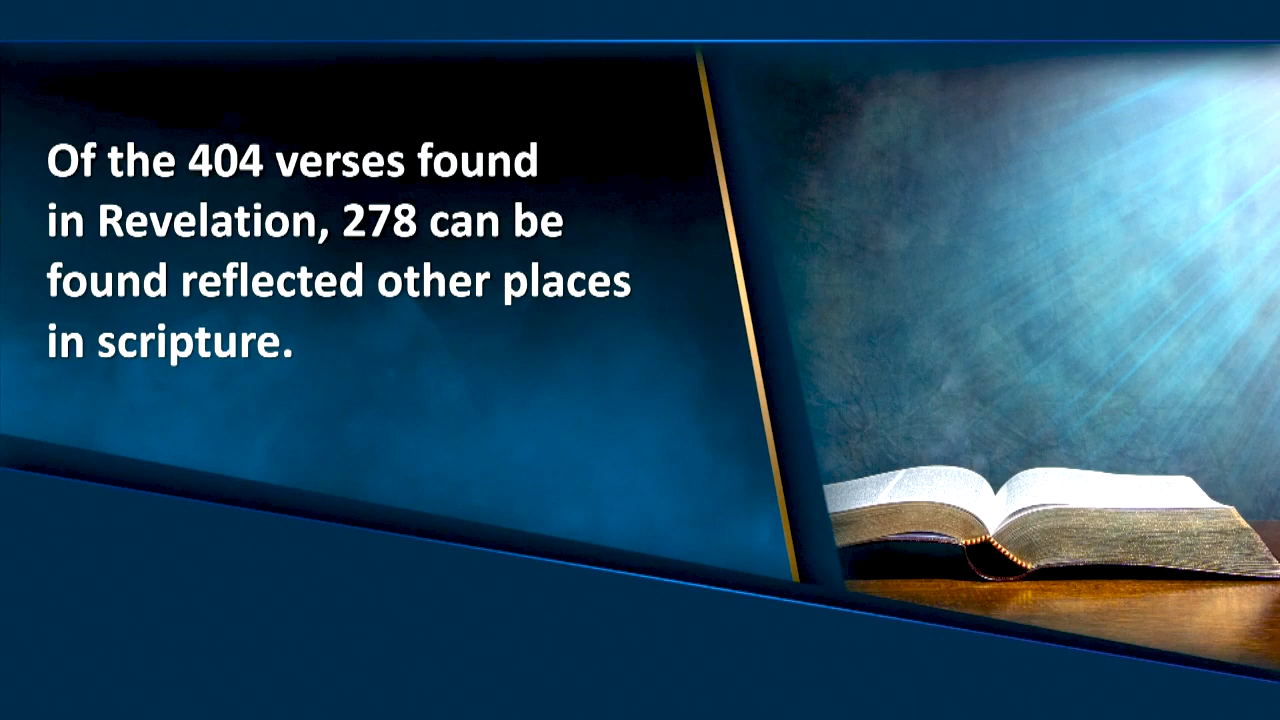 Of the 404 verses found
in Revelation, 278 can be
found reflected other places
in scripture.